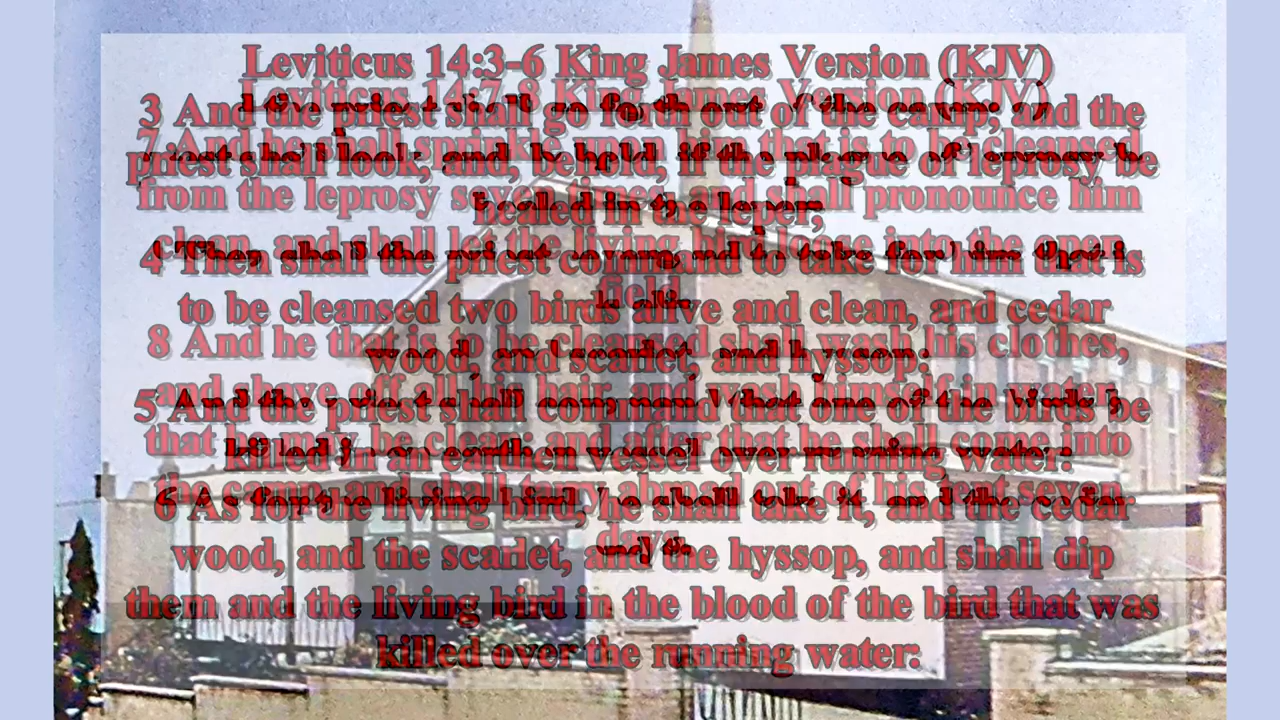 Leviticus 14:3-6 King James Version (KJV)
3 And the priest shall go forth out of the camp; and the
priest shall look, and, behold, if the plague of leprosy be
healed in the leper;
4 Then shall the priest command to take for him that is
to be cleansed two birds alive and clean, and cedar
wood, and scarlet, and hyssop:
5 And the priest shall command that one of the birds be
killed in an earthen vessel over running water:
6 As for the living bird, he shall take it, and the cedar
wood, and the scarlet, and the hyssop, and shall dip
them and the living bird in the blood of the bird that was
killed over the running water:
Leviticus 14:7-8 King James Version (KJV)
7 And he shall sprinkle upon him that is to be cleansed
from the leprosy seven times, and shall pronounce him
clean, and shall let the living bird loose into the open
field.
8 And he that is to be cleansed shall wash his clothes,
and shave off all his hair, and wash himself in water,
that he may be clean: and after that he shall come into
the camp, and shall tarry abroad out of his tent seven
days.